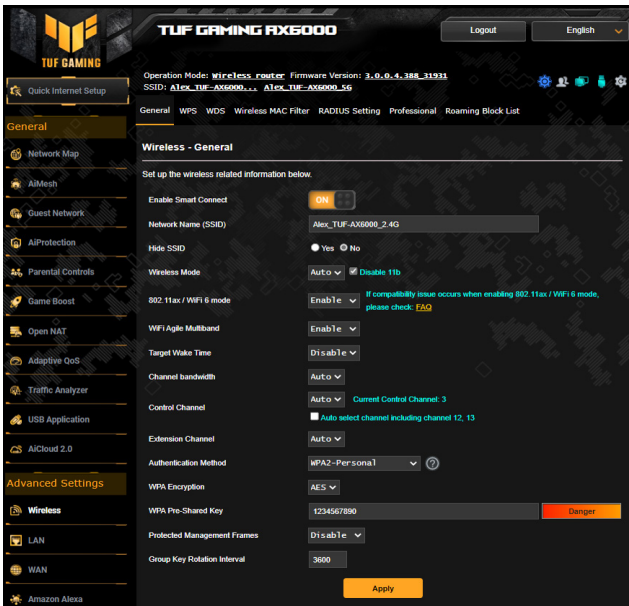 TUF GAMING
TUF GAMING AX6000
Logout
English
Quick Internet Setup
Operation Mode: Wireless router Firmware Version: 3.0.0.4.388_31931
SSID: Alex_TUF-AX6000... Alex_TUF-AX6000_5G
General WPS WDS Wireless MAC Filter RADIUS Setting Professional Roaming Block List
General
Network Map
AiMesh
Guest Network
AiProtection
Parental Controls
Game Boost
Open NAT
Adaptive QoS
Traffic Analyzer
USB Application
AiCloud 2.0
Advanced Settings
Wireless
LAN
WAN
Amazon Alexa
Wireless - General
Set up the wireless related information below.
Enable Smart Connect ON
Network Name (SSID) Alex_TUF-AX6000_2.4G
Hide SSID Yes No
Wireless Mode Auto Disable 11b
802.11ax / WiFi 6 mode Enable If compatibility issue occurs when enabling 802.11ax / WiFi 6 mode,
please check: FAQ
WiFi Agile Multiband Enable
Target Wake Time Disable
Channel bandwidth Auto
Control Channel Auto Current Control Channel: 3
Auto select channel including channel 12, 13
Extension Channel Auto
Authentication Method WPA2-Personal ?
WPA Encryption AES
WPA Pre-Shared Key 1234567890 Danger
Protected Management Frames Disable
Group Key Rotation Interval 3600
Apply